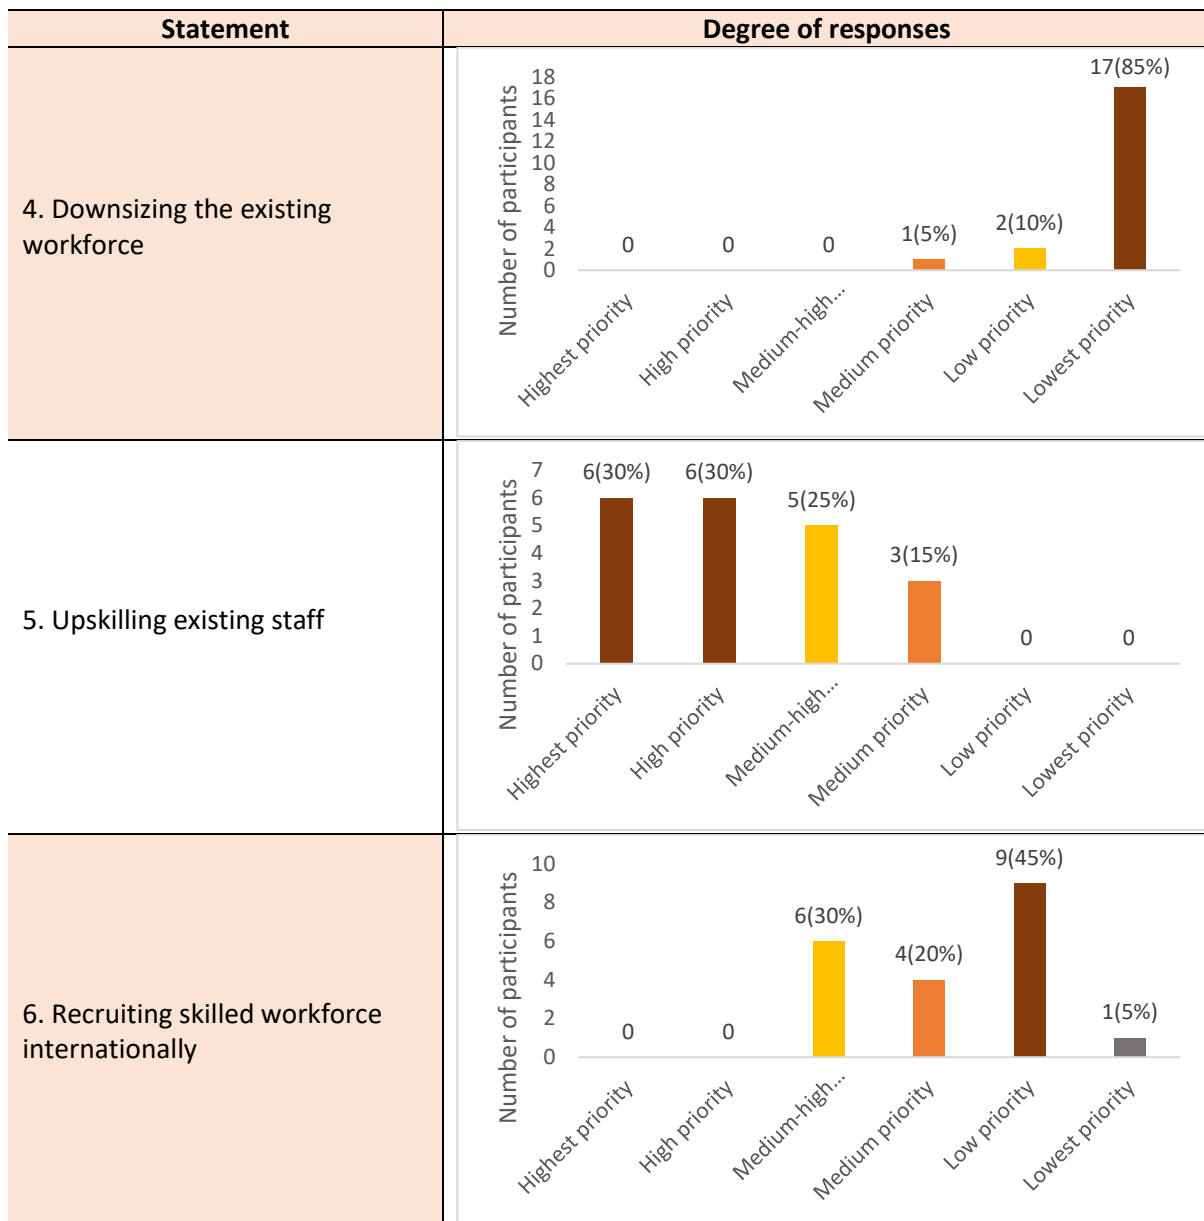 Statement
Degree of responses
4. Downsizing the existing
workforce
Number of participants
18
16
14
12
10
8
6
4
2
0
0
0
0
1(5%)
2(10%)
17(85%)
Highest priority
High priority
Medium-high...
Medium priority
Low priority
Lowest priority
5. Upskilling existing staff
Number of participants
7
6
5
4
3
2
1
0
6(30%)
6(30%)
5(25%)
3(15%)
0
0
Highest priority
High priority
Medium-high...
Medium priority
Low priority
Lowest priority
6. Recruiting skilled workforce
internationally
Number of participants
10
8
6
4
2
0
0
0
6(30%)
4(20%)
9(45%)
1(5%)
Highest priority
High priority
Medium-high...
Medium priority
Low priority
Lowest priority